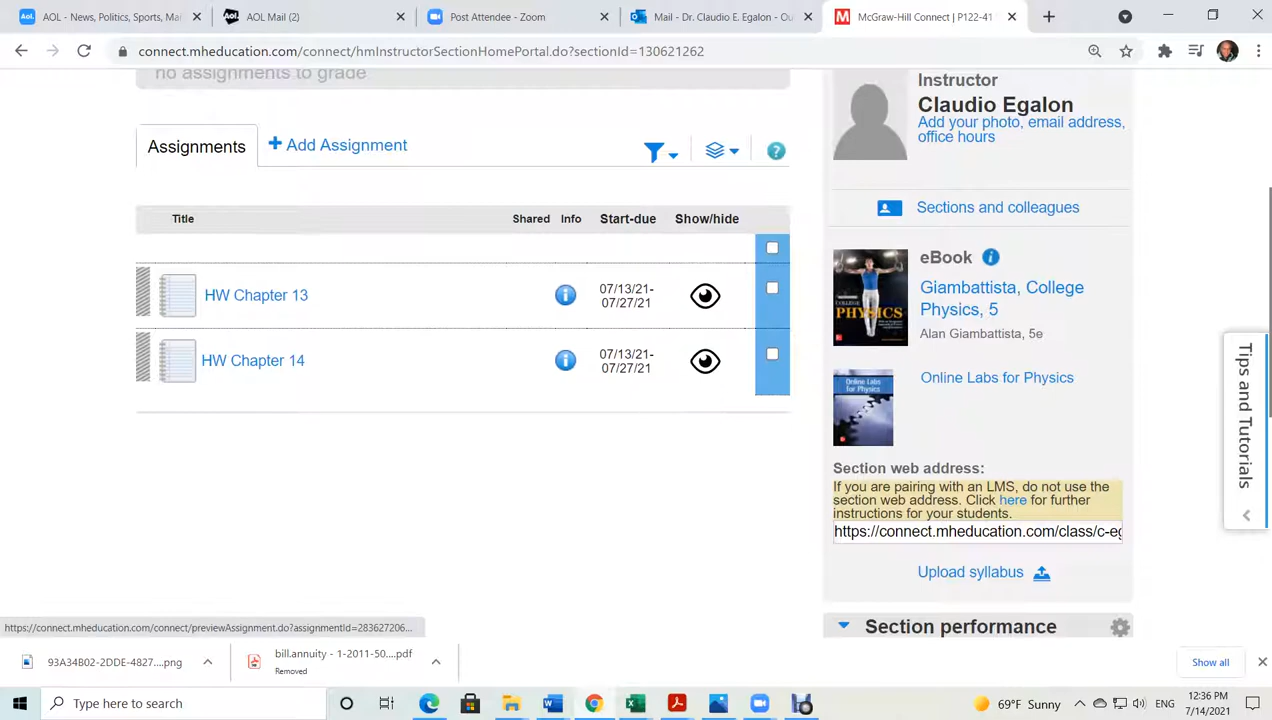 AOL - News, Politics, Sports, Ma
AOL Mail (2)
Post Attendee - Zoom
Mail - Dr. Claudio E. Egalon - Ou
McGraw-Hill Connect | P122-41
connect.mheducation.com/connect/hmInstructorSectionHomePortal.do?sectionId=130621262
no assignments to grade
Assignments
Add Assignment
Title
Shared
Info
Start-due
Show/hide
HW Chapter 13
07/13/21-
07/27/21
HW Chapter 14
07/13/21-
07/27/21
Instructor
Claudio Egalon
Add your photo, email address,
office hours
Sections and colleagues
eBook
PHYSICS
Giambattista, College
Physics, 5
Alan Giambattista, 5e
Online Labs
for Physics
Online Labs for Physics
Section web address:
If you are pairing with an LMS, do not use the
section web address. Click here for further
instructions for your students.
https://connect.mheducation.com/class/c-eg
Upload syllabus
Section performance
Tips and Tutorials
https://connect.mheducation.com/connect/previewAssignment.do?assignmentId=283627206...
93A34B02-2DDE-4827....png
bill.annuity - 1-2011-50....pdf
Removed
Show all
Type here to search
69°F Sunny
ENG
12:36 PM
7/14/2021